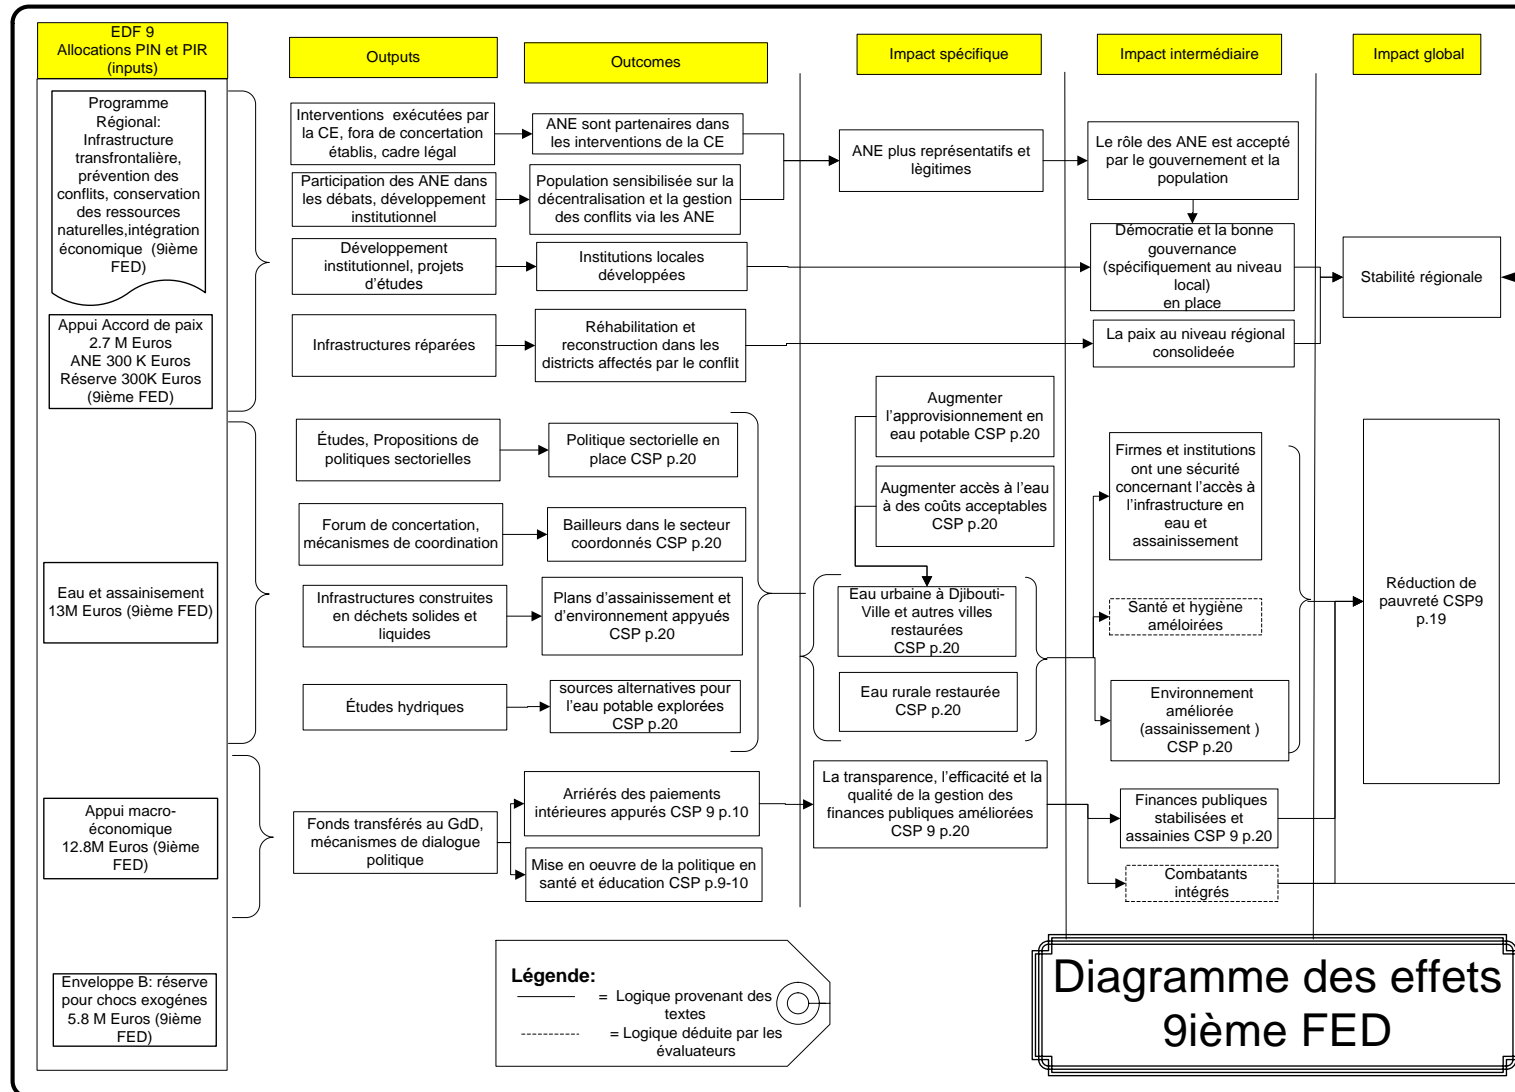 EDF 9
Allocations PIN et PIR
(inputs)
Outputs
Outcomes
Impact spécifique
Impact intermédiaire
Impact global
Programme
Régional:
Infrastructure
transfrontalière,
prévention des
conflits, conservation
des ressources
naturelles,intégration
économique (9ième
FED)
Appui Accord de paix
2.7 M Euros
ANE 300 K Euros
Réserve 300K Euros
(9ième FED)
Eau et assainisement
13M Euros (9ième FED)
Appui macro-
économique
12.8M Euros (9ième
FED)
Enveloppe B: réserve
pour chocs exogénes
5.8 M Euros (9ième
FED)
Interventions exécutées par
la CE, fora de concertation
établis, cadre légal
Participation des ANE dans
les débats, développement
institutionnel
Développement
institutionnel, projets
d'études
Infrastructures réparées
Études, Propositions de
politiques sectorielles
Forum de concertation,
mécanismes de coordination
Infrastructures construites
en déchets solides et
liquides
Études hydriques
Fonds transférés au GdD,
mécanismes de dialogue
politique
ANE sont partenaires dans
les interventions de la CE
Population sensibilisée sur la
décentralisation et la gestion
des conflits via les ANE
Institutions locales
développées
Réhabilitation et
reconstruction dans les
districts affectés par le conflit
Politique sectorielle en
place CSP p.20
Bailleurs dans le secteur
coordonnés CSP p.20
Plans d'assainissement et
d'environnement appyués
CSP p.20
sources alternatives pour
l'eau potable explorées
CSP p.20
Arriérés des paiements
intérieures appurés CSP 9 p.10
Mise en oeuvre de la politique en
santé et éducation CSP p.9-10
ANE plus représentatifs et
lègitimes
Augmenter
l'approvisionnement en
eau potable CSP p.20
Augmenter accès à l'eau
à des coûts acceptables
CSP p.20
Eau urbaine à Djibouti-
Ville et autres villes
restaurées
CSP p.20
Eau rurale restaurée
CSP p.20
La transparence, l'efficacité et la
qualité de la gestion des
finances publiques améliorées
CSP 9 p.20
Le rôle des ANE est accepté
par le gouvernement et la
population
Démocratie et la bonne
gouvernance
(spécifiquement au niveau
local)
en place
La paix au niveau régional
consolideée
Firmes et institutions
ont une sécurité
concernant l'accès à
l'infrastructure en
eau et
assainissement
Santé et hygiène
améloirées
Environnement
améliorée
(assainissement )
CSP p.20
Finances publiques
stabilisées et
assainies CSP 9 p.20
Combatants
intégrés
Stabilité régionale
Réduction de
pauvreté CSP9
p.19
Légende:
= Logique provenant des
textes
= Logique déduite par les
évaluateurs
Diagramme des effets
9ième FED